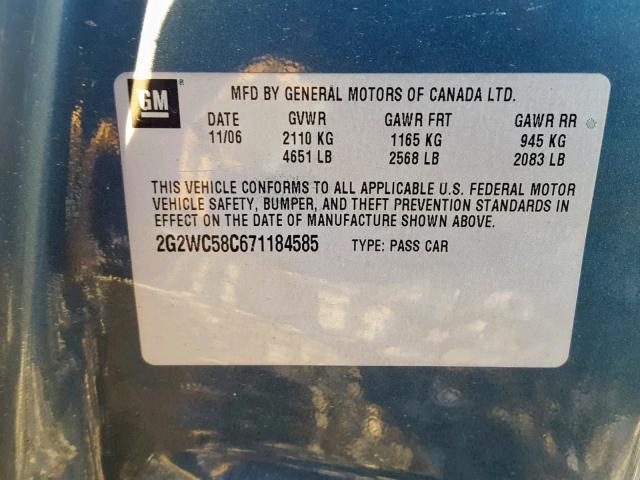 GM ® MFD BY GENERAL MOTORS OF CANADA LTD.
DATE GVWR GAWR FRT GAWR RR
11/06 2110 KG 1165 KG 945 KG
4651 LB 2568 LB 2083 LB
THIS VEHICLE CONFORMS TO ALL APPLICABLE U.S. FEDERAL MOTOR
VEHICLE SAFETY, BUMPER, AND THEFT PREVENTION STANDARDS IN
EFFECT ON THE DATE OF MANUFACTURE SHOWN ABOVE.
2G2WC58C671184585 TYPE: PASS CAR